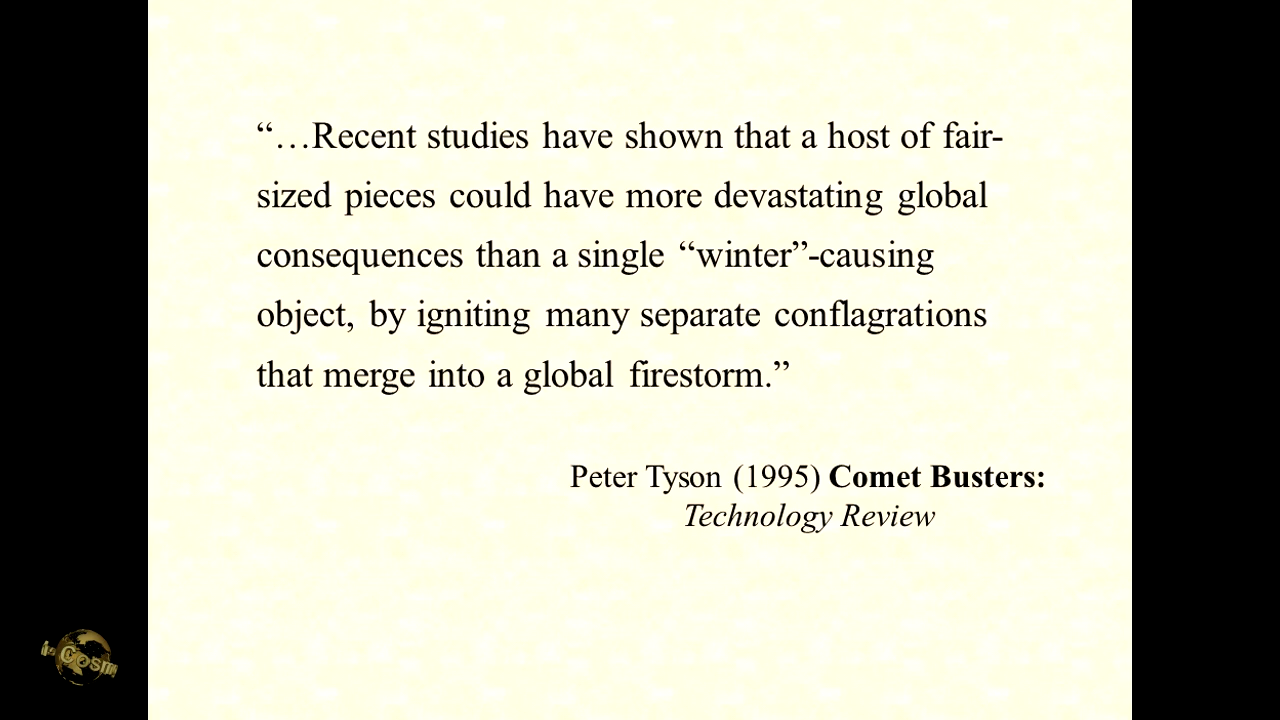 “…Recent studies have shown that a host of fair-
sized pieces could have more devastating global
consequences than a single “winter”-causing
object, by igniting many separate conflagrations
that merge into a global firestorm.”
Peter Tyson (1995) Comet Busters:
Technology Review